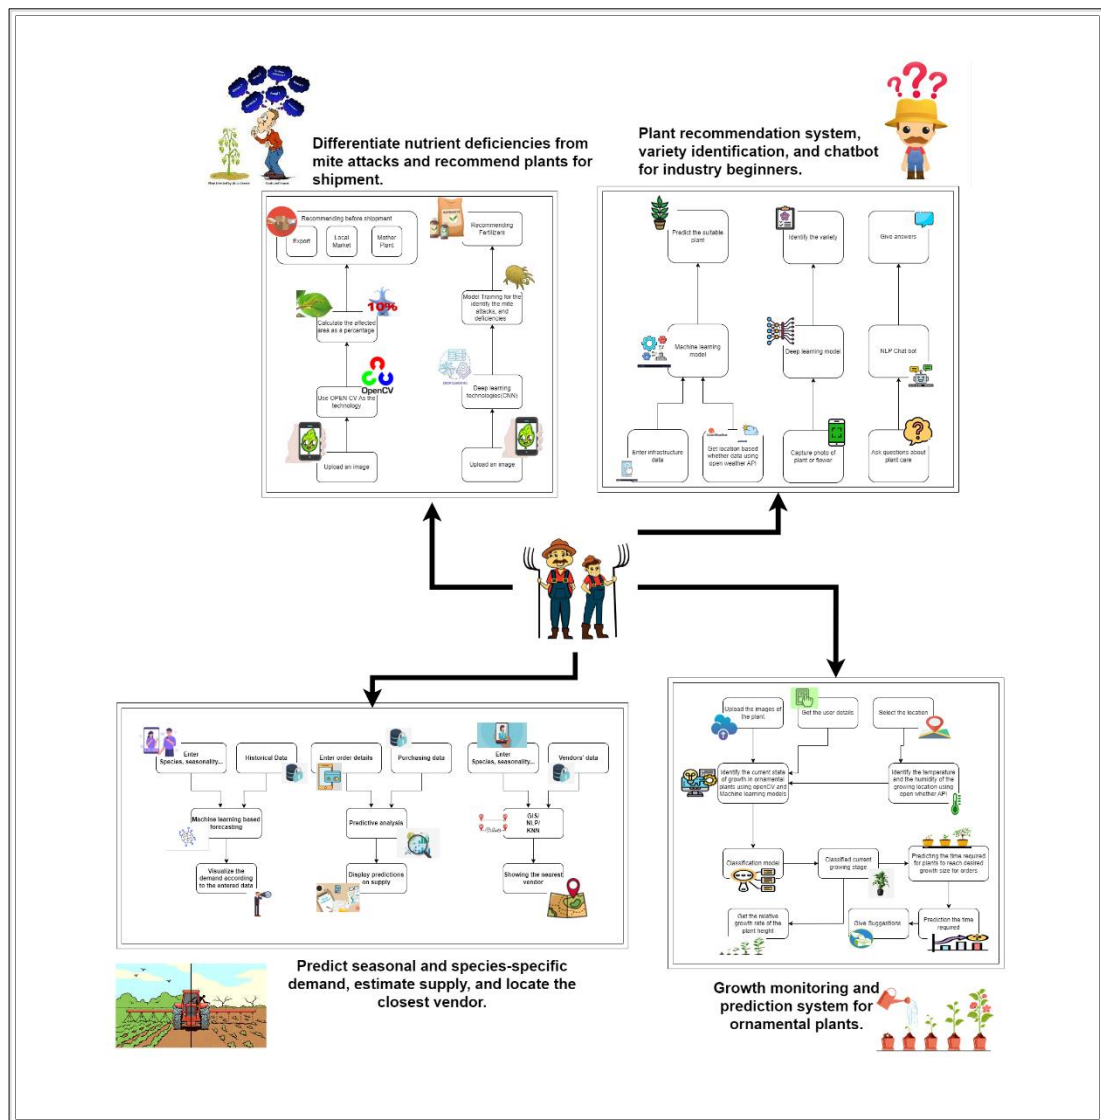 Differentiate nutrient deficiencies from
mite attacks and recommend plants for
shipment.
Recommending before shipment
Export
Local
Market
Mother
Plant
10%
Calculate the affected
area as a percentage
OpenCV
Use OPEN CV As the
technology
Upload an image
Recommending
Fertilizers
Model Training for the
identify the mite
attacks, and
deficiencies
Deep learning
technologies(CNN)
Upload an image
Plant recommendation system,
variety identification, and chatbot
for industry beginners.
Predict the suitable
plant
Machine learning
model
Enter infrastructure
data
Get location based
whether data using
open weather API
Identify the variety
Deep learning model
Capture photo of
plant or flower
Give answers
NLP Chat bot
Ask questions about
plant care
Enter
Species, seasonality...
Historical Data
Machine learning based
forecasting
Visualize the
demand according
to the entered data
Enter order details
Purchasing data
Predictive analysis
Display predictions
on supply
Enter
Species, seasonality...
Vendors' data
GIS/
NLP/
KNN
Showing the nearest
vendor
Predict seasonal and species-specific
demand, estimate supply, and locate the
closest vendor.
Upload the images of
the plant
Get the user details
Select the location
Identify the current state
of growth in ornamental
plants using openCV and
Machine learning models
Identify the temperature
and the humidity of the
growing location using
open whether API
Classification model
Classified current
growing stage
Predicting the time required
for plants to reach desired
growth size for orders
Get the relative
growth rate of the
plant height
Give Suggestions
Prediction the time
required
Growth monitoring and
prediction system for
ornamental plants.